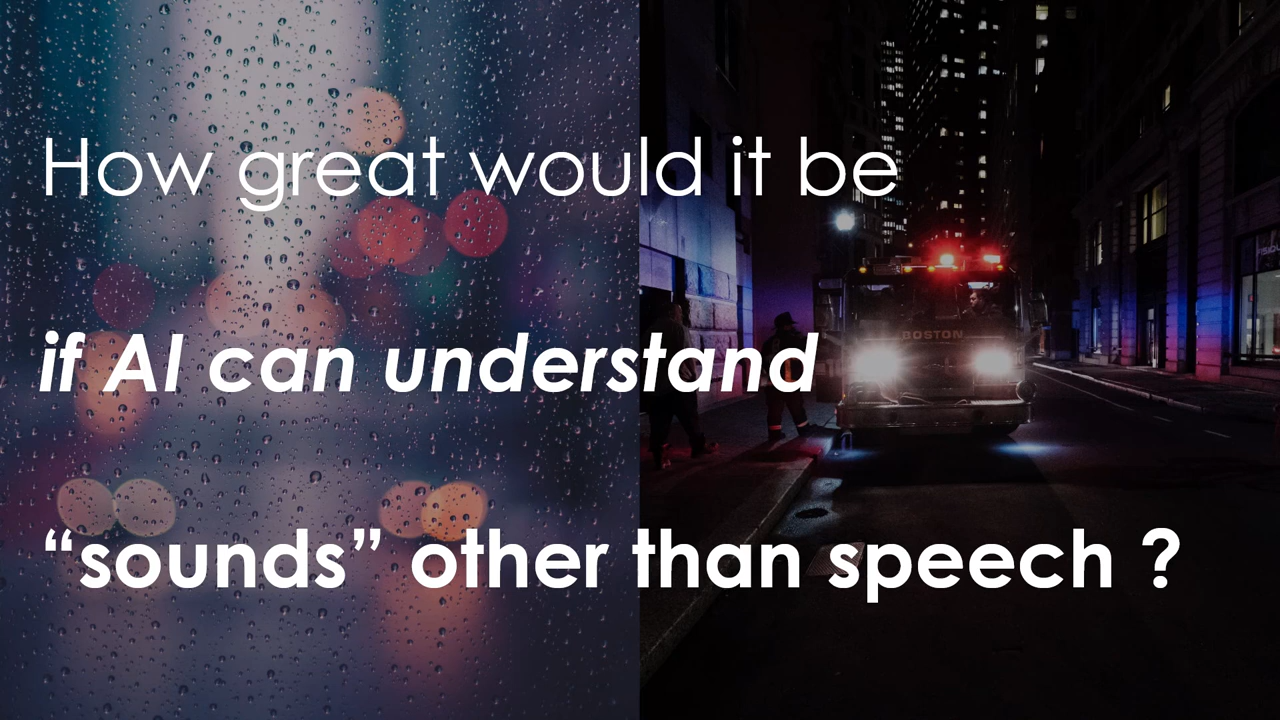 How great would it be
if AI can understand
“sounds” other than speech ?
BOSTON